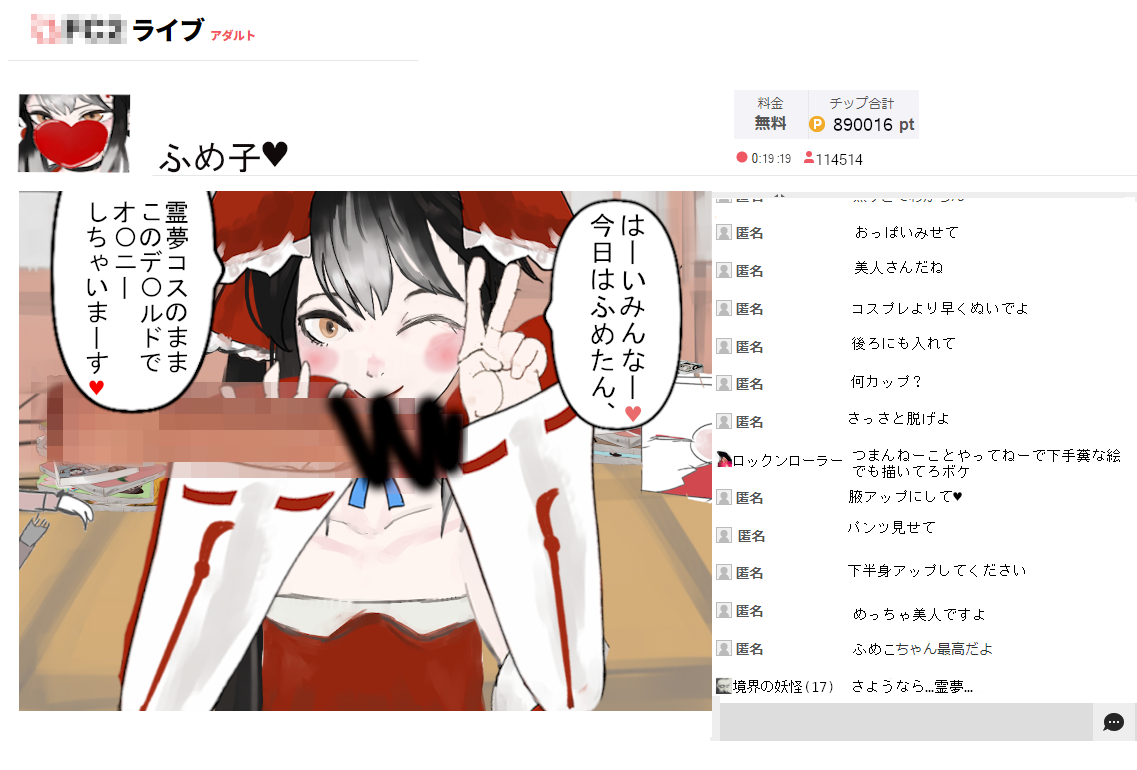 FC2 ライブ アダルト
ふめ子♥
料金
無料
チップ合計
P 890016 pt
0:19:19
114514
はーいみんなー♥
今日はふめたん、
霊夢コスのまま
このデ〇ルドで
オ〇ニー
しちゃいまーす
♥
匿名 おっぱいみせて
匿名 美人さんだね
匿名 コスプレより早くぬいでよ
匿名 後ろにも入れて
匿名 何カップ?
匿名 さっさと脱げよ
ロックンローラー つまんねーことやってねーで下手糞な絵
でも描いてろボケ
匿名 腋アップにして♥
匿名 パンツ見せて
匿名 下半身アップしてください
匿名 めっちゃ美人ですよ
匿名 ふめこちゃん最高だよ
境界の妖怪(17) さようなら…霊夢…